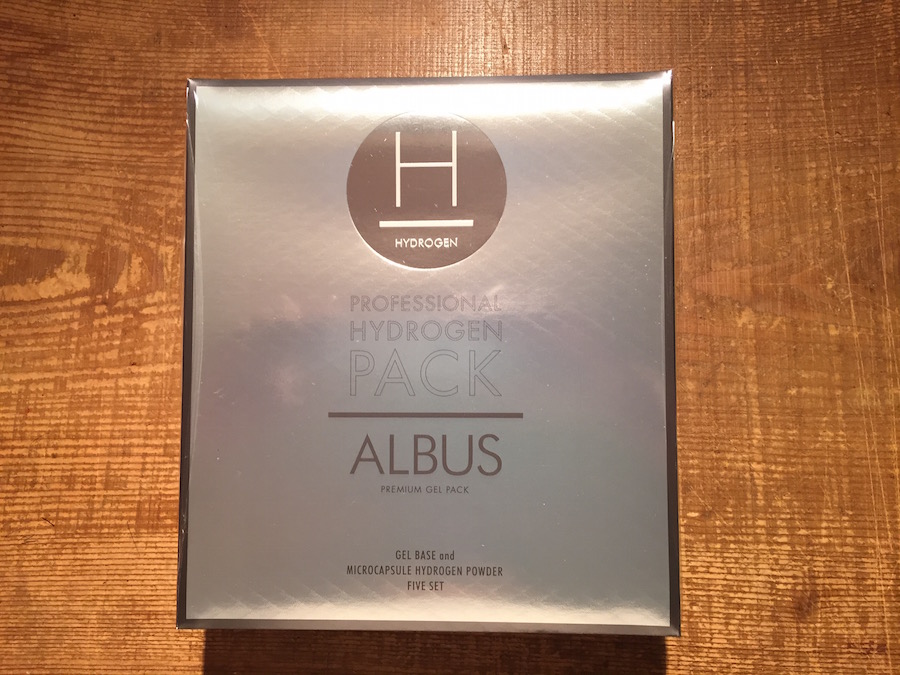 H
HYDROGEN
PROFESSIONAL
HYDROGEN
PACK
ALBUS
PREMIUM GEL PACK
GEL BASE and
MICROCAPSULE HYDROGEN POWDER
FIVE SET